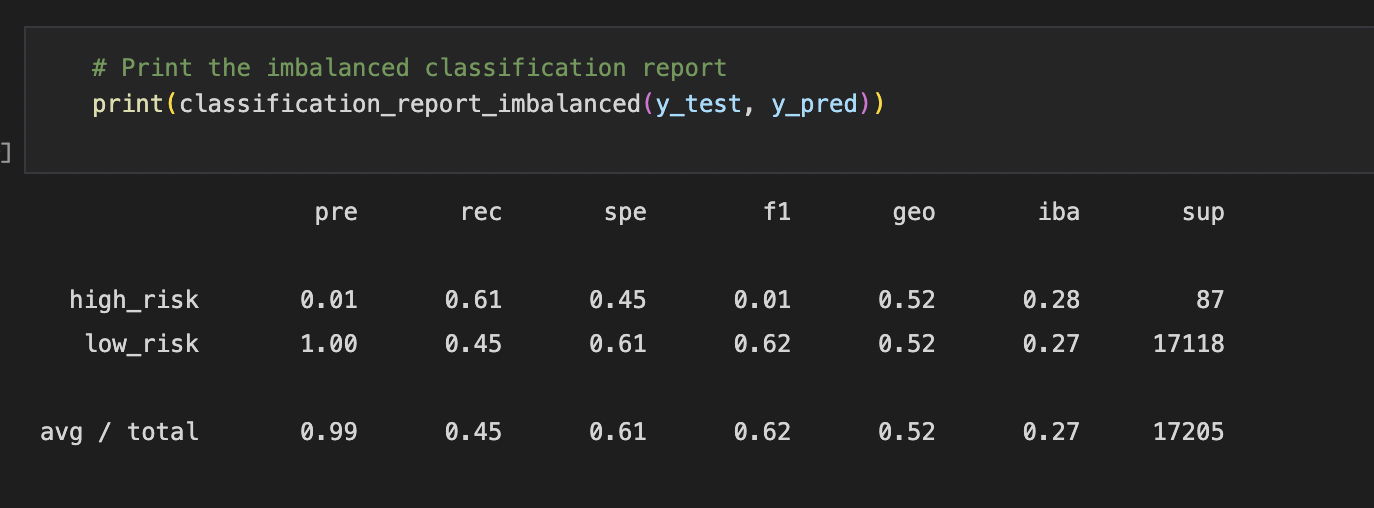 # Print the imbalanced classification report
print(classification_report_imbalanced(y_test, y_pred))
]
pre rec spe f1 geo iba sup
high_risk 0.01 0.61 0.45 0.01 0.52 0.28 87
low_risk 1.00 0.45 0.61 0.62 0.52 0.27 17118
avg / total 0.99 0.45 0.61 0.62 0.52 0.27 17205